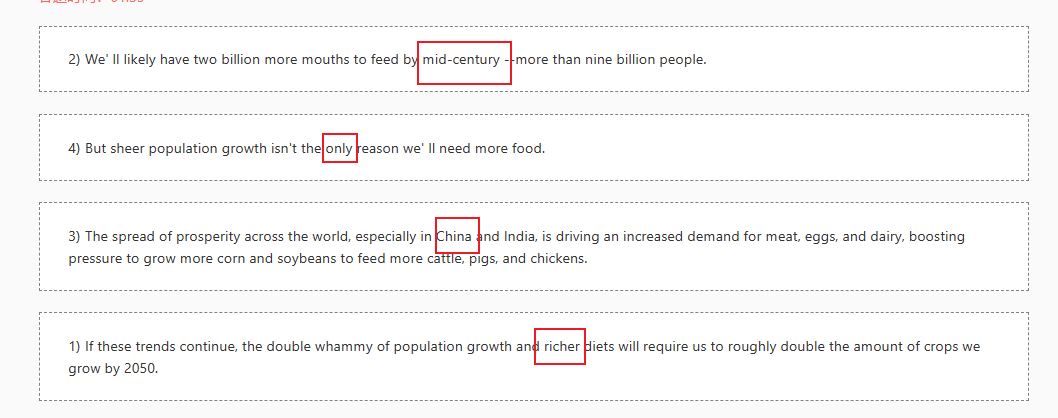 2) We' ll likely have two billion more mouths to feed by mid-century --more than nine billion people.
4) But sheer population growth isn't the only reason we' ll need more food.
3) The spread of prosperity across the world, especially in China and India, is driving an increased demand for meat, eggs, and dairy, boosting
pressure to grow more corn and soybeans to feed more cattle, pigs, and chickens.
1) If these trends continue, the double whammy of population growth and richer diets will require us to roughly double the amount of crops we
grow by 2050.